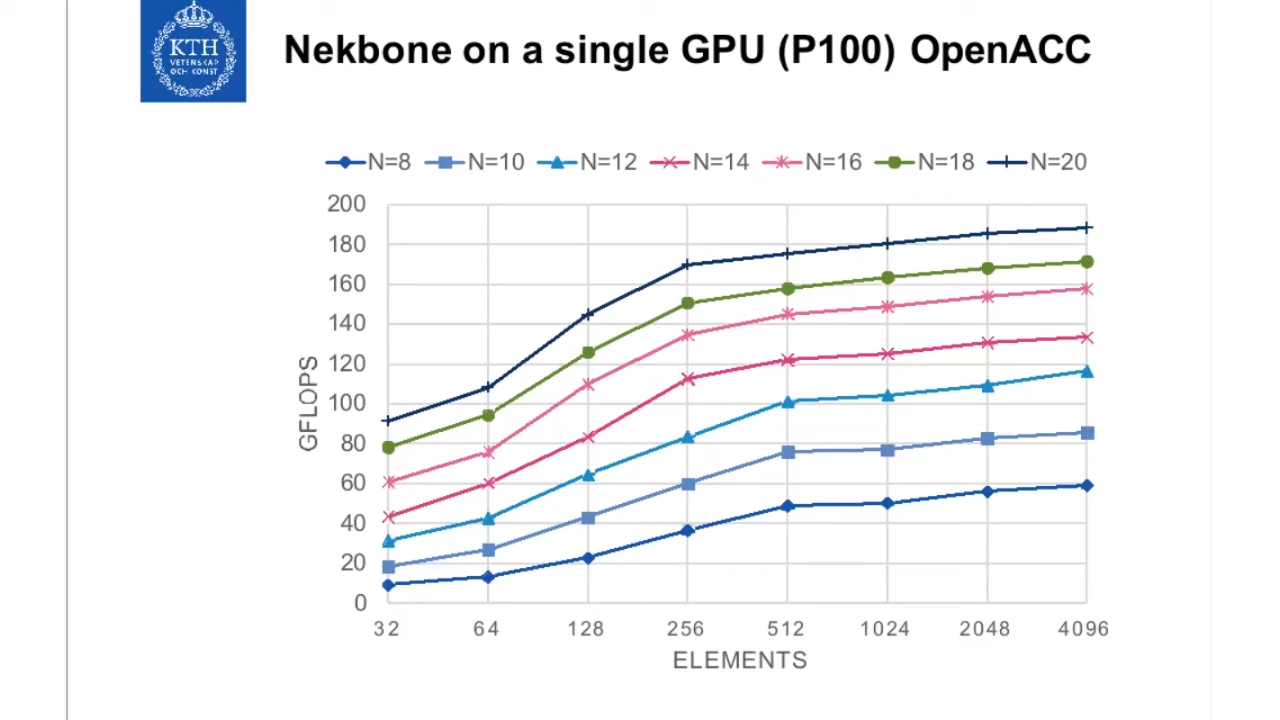 KTH
VETENSKAP
OCH KONST
Nekbone on a single GPU (P100) OpenACC
N=8 N=10 N=12 N=14 N=16 N=18 N=20
200
180
160
140
120
100
80
60
40
20
0
GFLOPS
32 64 128 256 512 1024 2048 4096
ELEMENTS